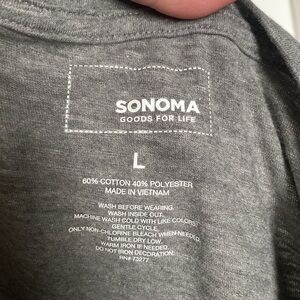 SONOMA
GOODS FOR LIFE
L
60% COTTON 40% POLYESTER
MADE IN VIETNAM
WASH BEFORE WEARING.
WASH INSIDE OUT.
MACHINE WASH COLD WITH LIKE COLORS.
GENTLE CYCLE.
ONLY NON-CHLORINE BLEACH WHEN NEEDED.
TUMBLE DRY LOW.
WARM IRON IF NEEDED.
DO NOT IRON DECORATION.
RN# 73277